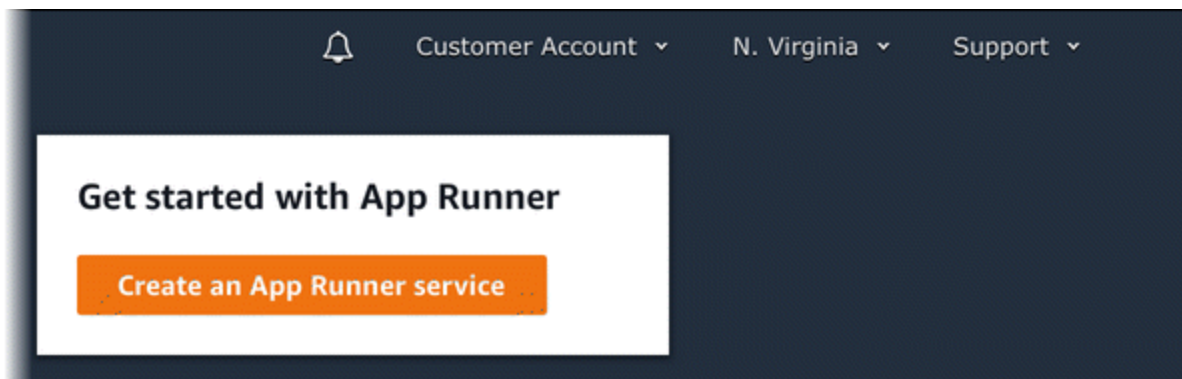 Customer Account N. Virginia Support
Get started with App Runner
Create an App Runner service